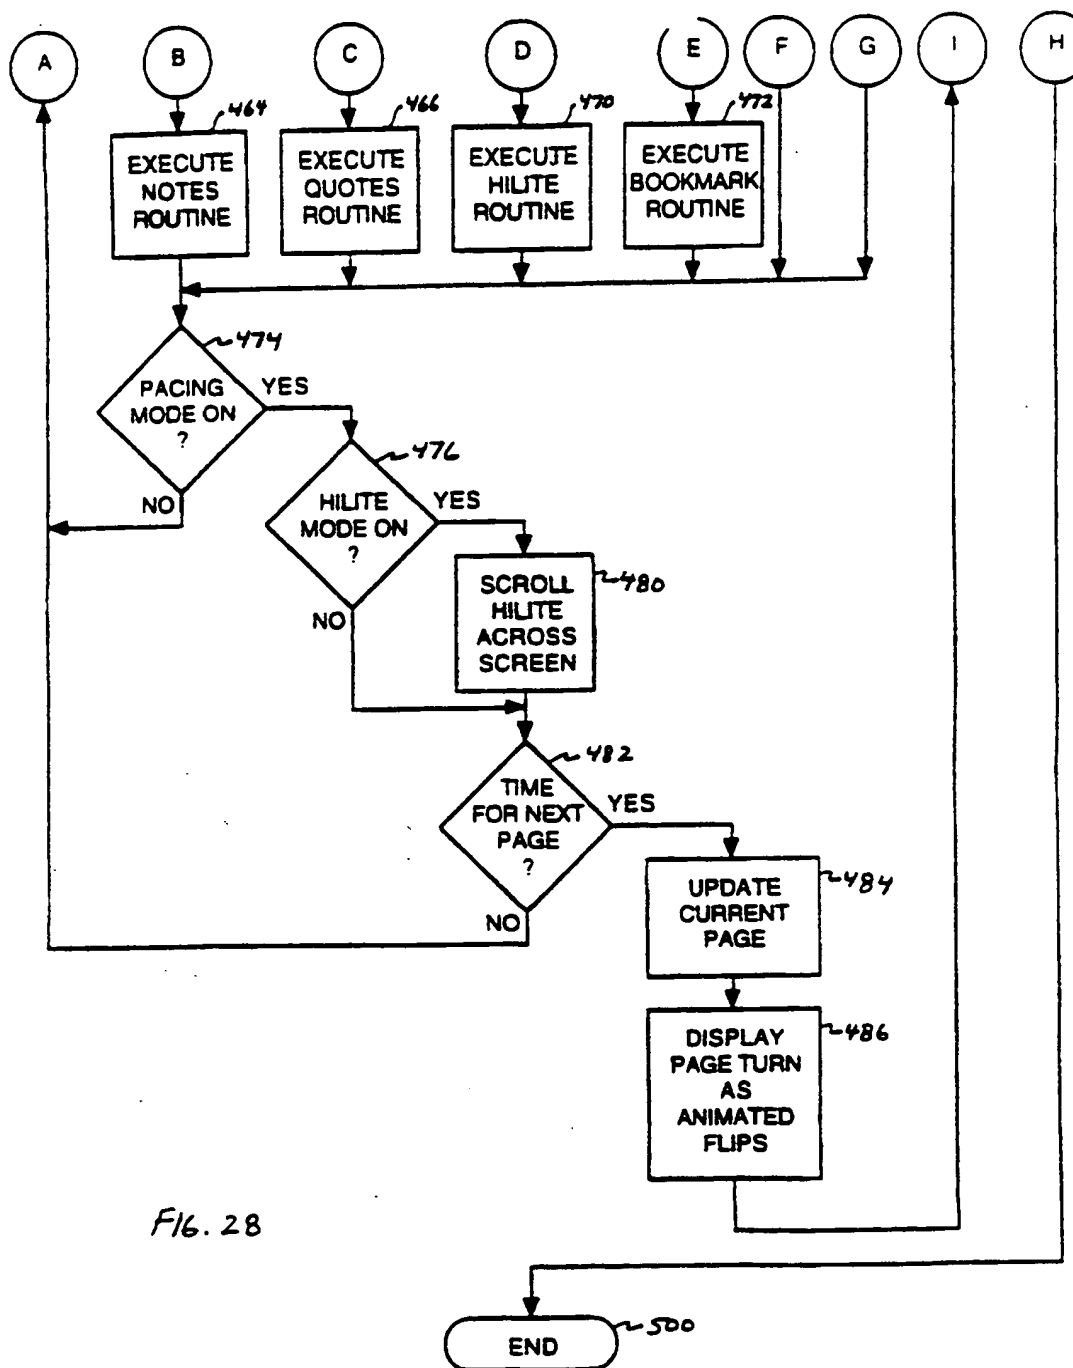 A
B
C
D
E
F
G
I
H
464
466
470
472
EXECUTE
NOTES
ROUTINE
EXECUTE
QUOTES
ROUTINE
EXECUTE
HILITE
ROUTINE
EXECUTE
BOOKMARK
ROUTINE
474
PACING
MODE ON
?
YES
NO
476
HILITE
MODE ON
?
YES
NO
480
SCROLL
HILITE
ACROSS
SCREEN
482
TIME
FOR NEXT
PAGE
?
YES
NO
484
UPDATE
CURRENT
PAGE
486
DISPLAY
PAGE TURN
AS
ANIMATED
FLIPS
FIG. 28
END
500